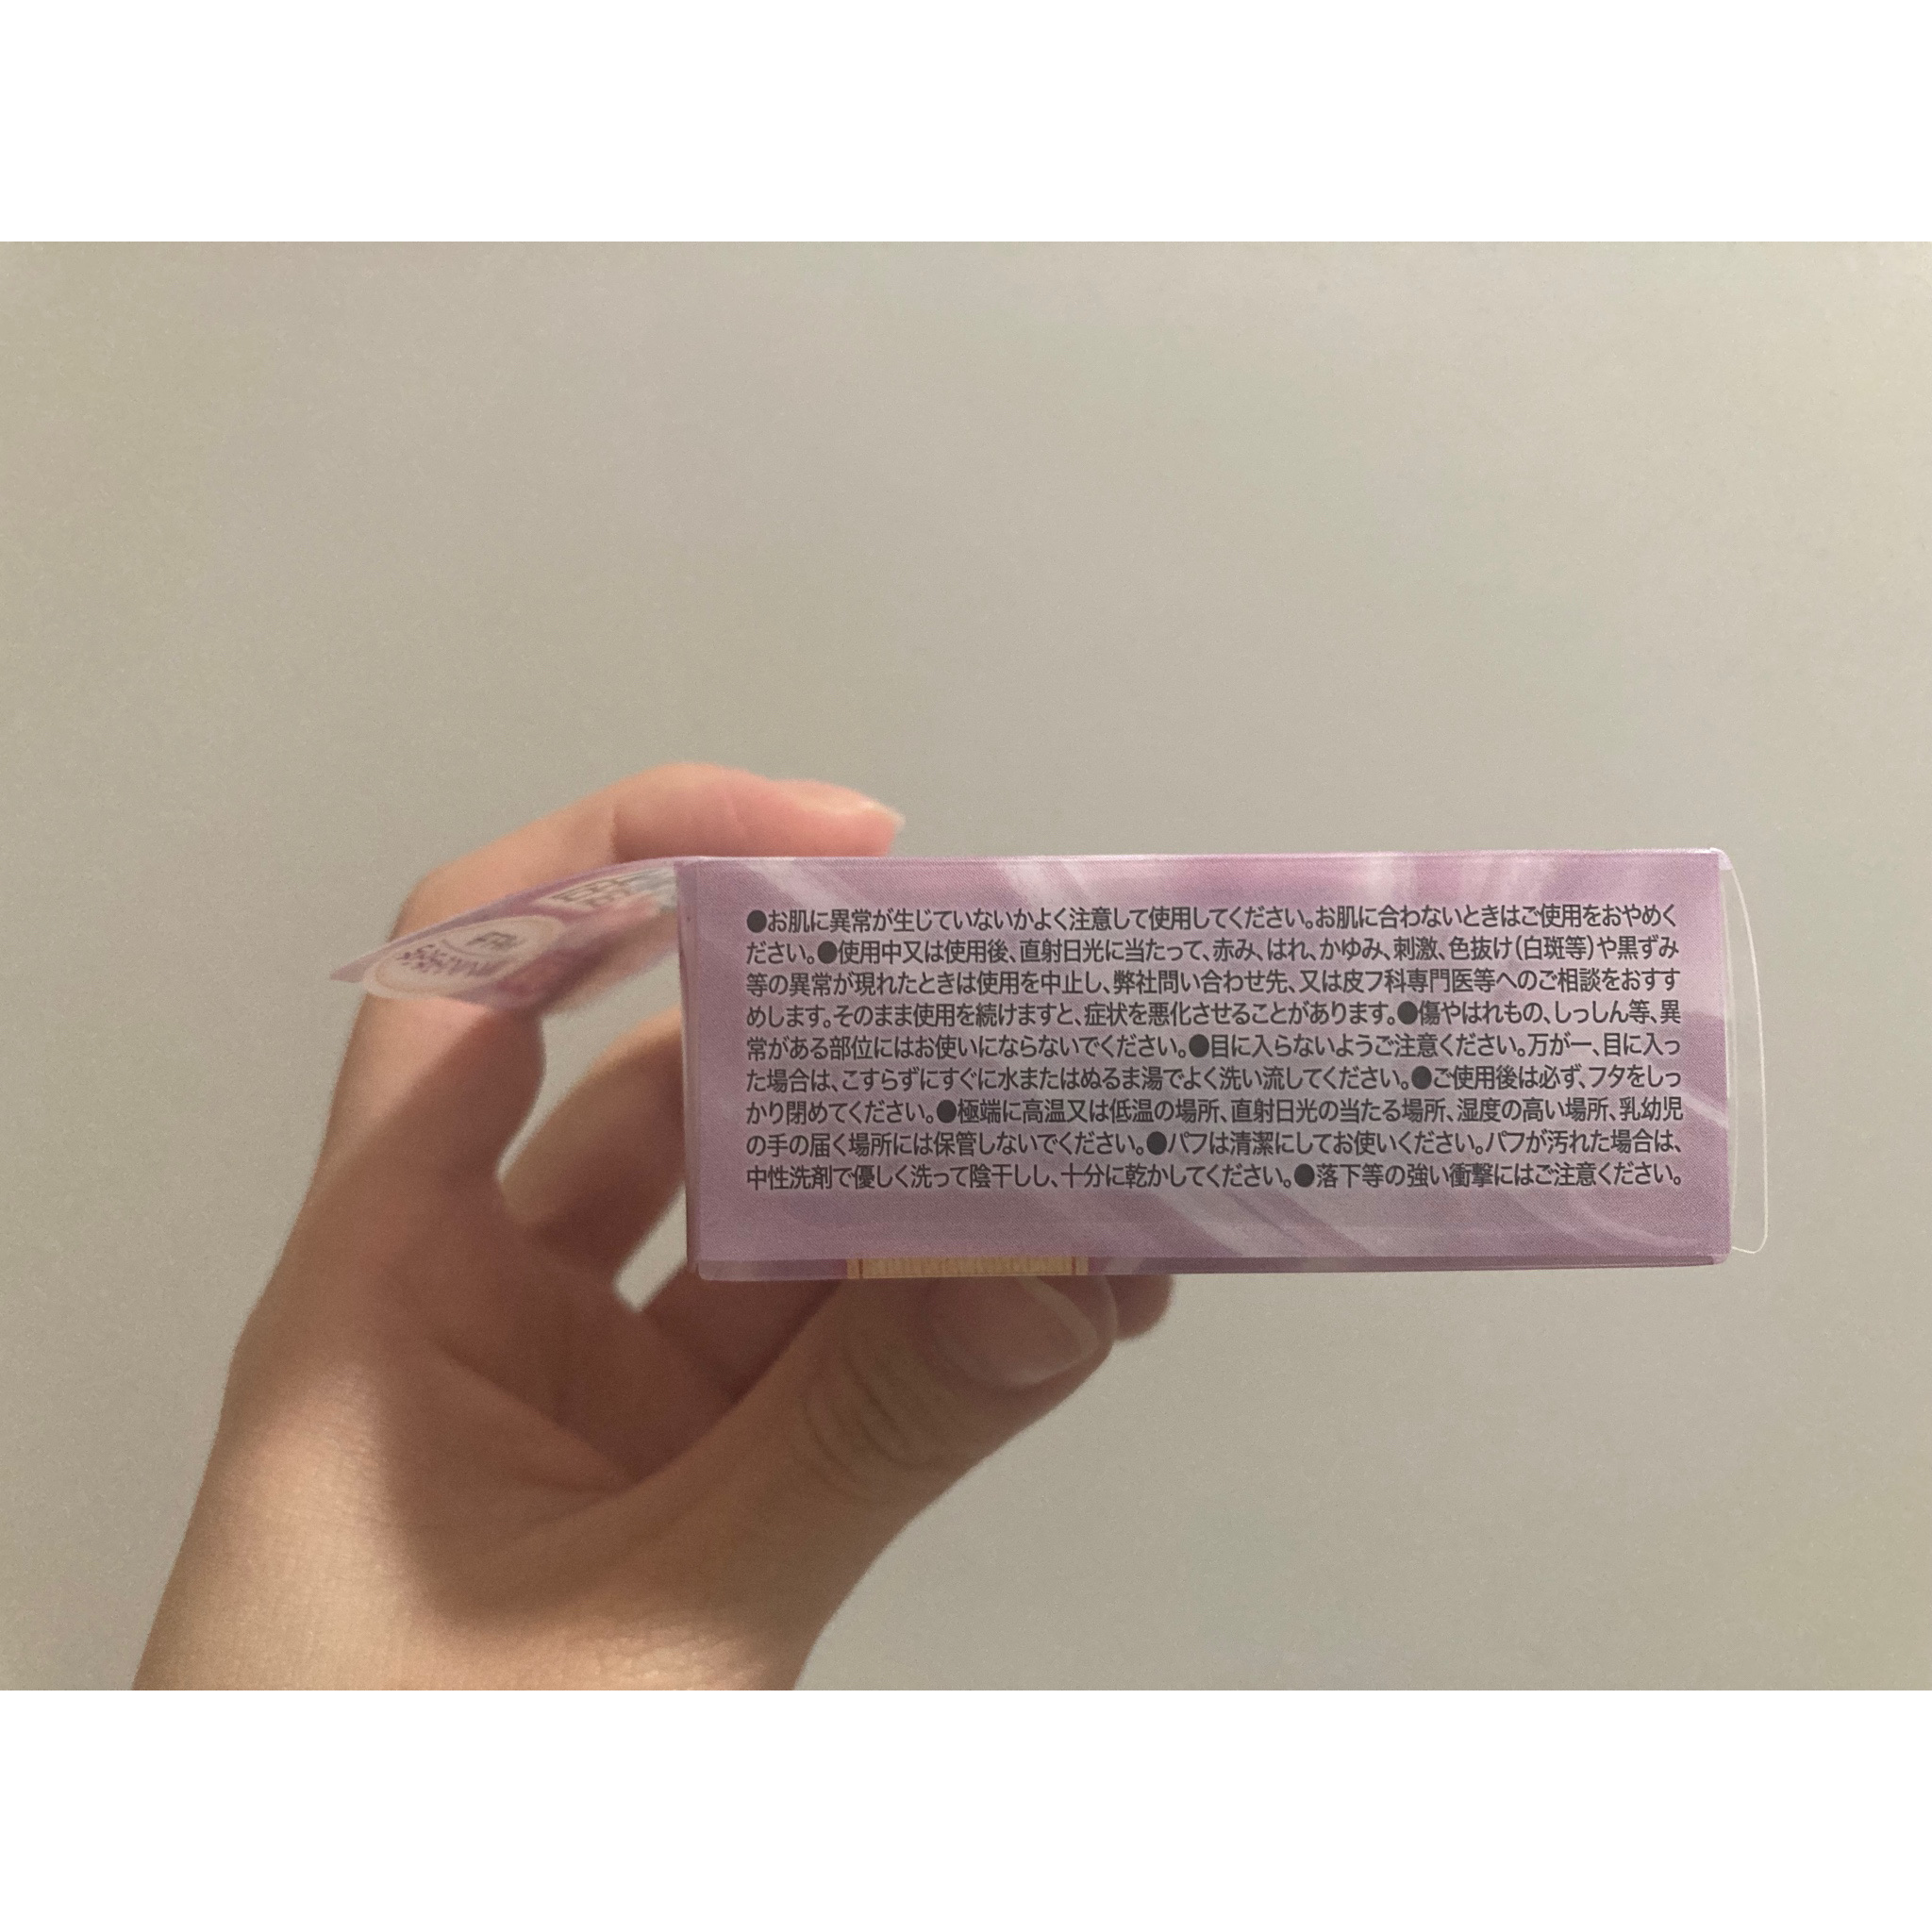 ●お肌に異常が生じていないかよく注意して使用してください。お肌に合わないときはご使用をおやめく
ださい。●使用中又は使用後、直射日光に当たって、赤み、はれ、かゆみ、刺激、色抜け(白斑等)や黒ずみ
等の異常が現れたときは使用を中止し、弊社問い合わせ先、又は皮フ科専門医等へのご相談をおすす
めします。そのまま使用を続けますと、症状を悪化させることがあります。●傷やはれもの、しっしん等、異
常がある部位にはお使いにならないでください。●目に入らないようご注意ください。万が一、目に入っ
た場合は、こすらずにすぐに水またはぬるま湯でよく洗い流してください。●ご使用後は必ず、フタをしっ
かり閉めてください。●極端に高温又は低温の場所、直射日光の当たる場所、湿度の高い場所、乳幼児
の手の届く場所には保管しないでください。●パフは清潔にしてお使いください。パフが汚れた場合は、
中性洗剤で優しく洗って陰干しし、十分に乾かしてください。●落下等の強い衝撃にはご注意ください。